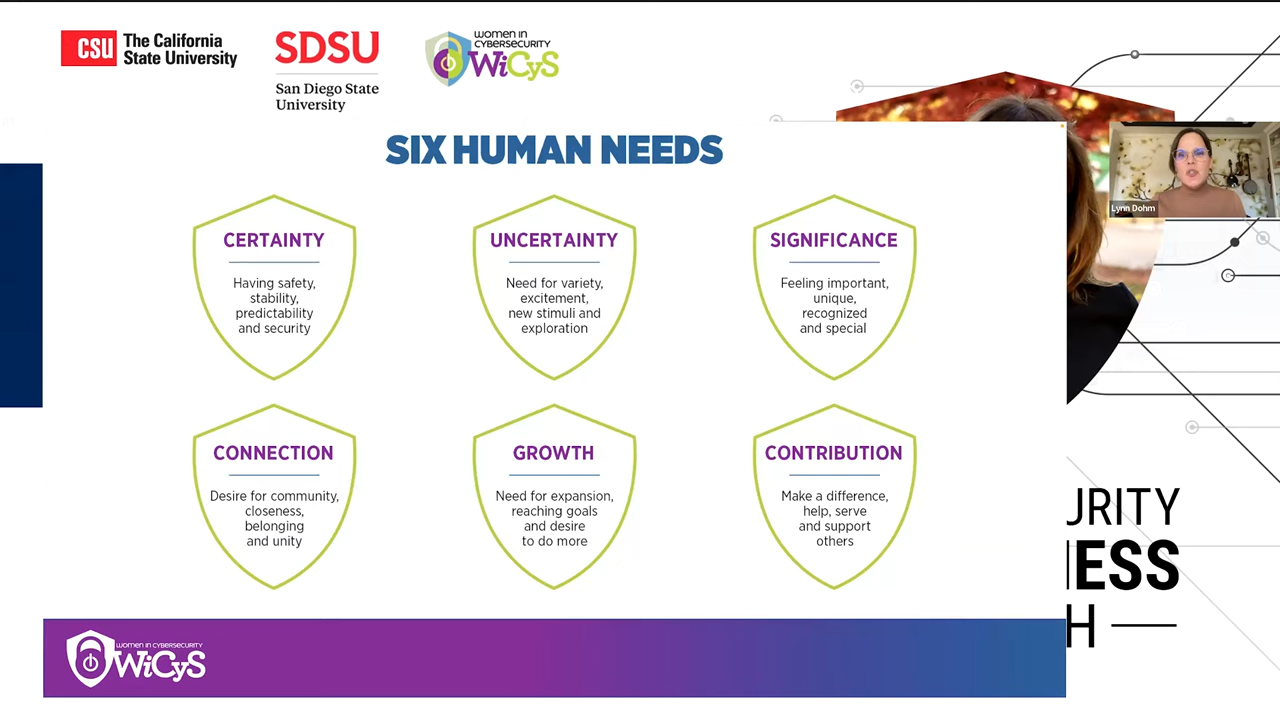 CSU The California
State University
SDSU
San Diego State
University
women in
CYBERSECURITY
WiCyS
SIX HUMAN NEEDS
Lynn Dohm
CERTAINTY
Having safety,
stability,
predictability
and security
UNCERTAINTY
Need for variety,
excitement,
new stimuli and
exploration
SIGNIFICANCE
Feeling important,
unique,
recognized
and special
CONNECTION
Desire for community,
closeness,
belonging
and unity
GROWTH
Need for expansion,
reaching goals
and desire
to do more
CONTRIBUTION
Make a difference,
help, serve
and support
others
URITY
ESS
H
women in CYBERSECURITY
WiCyS